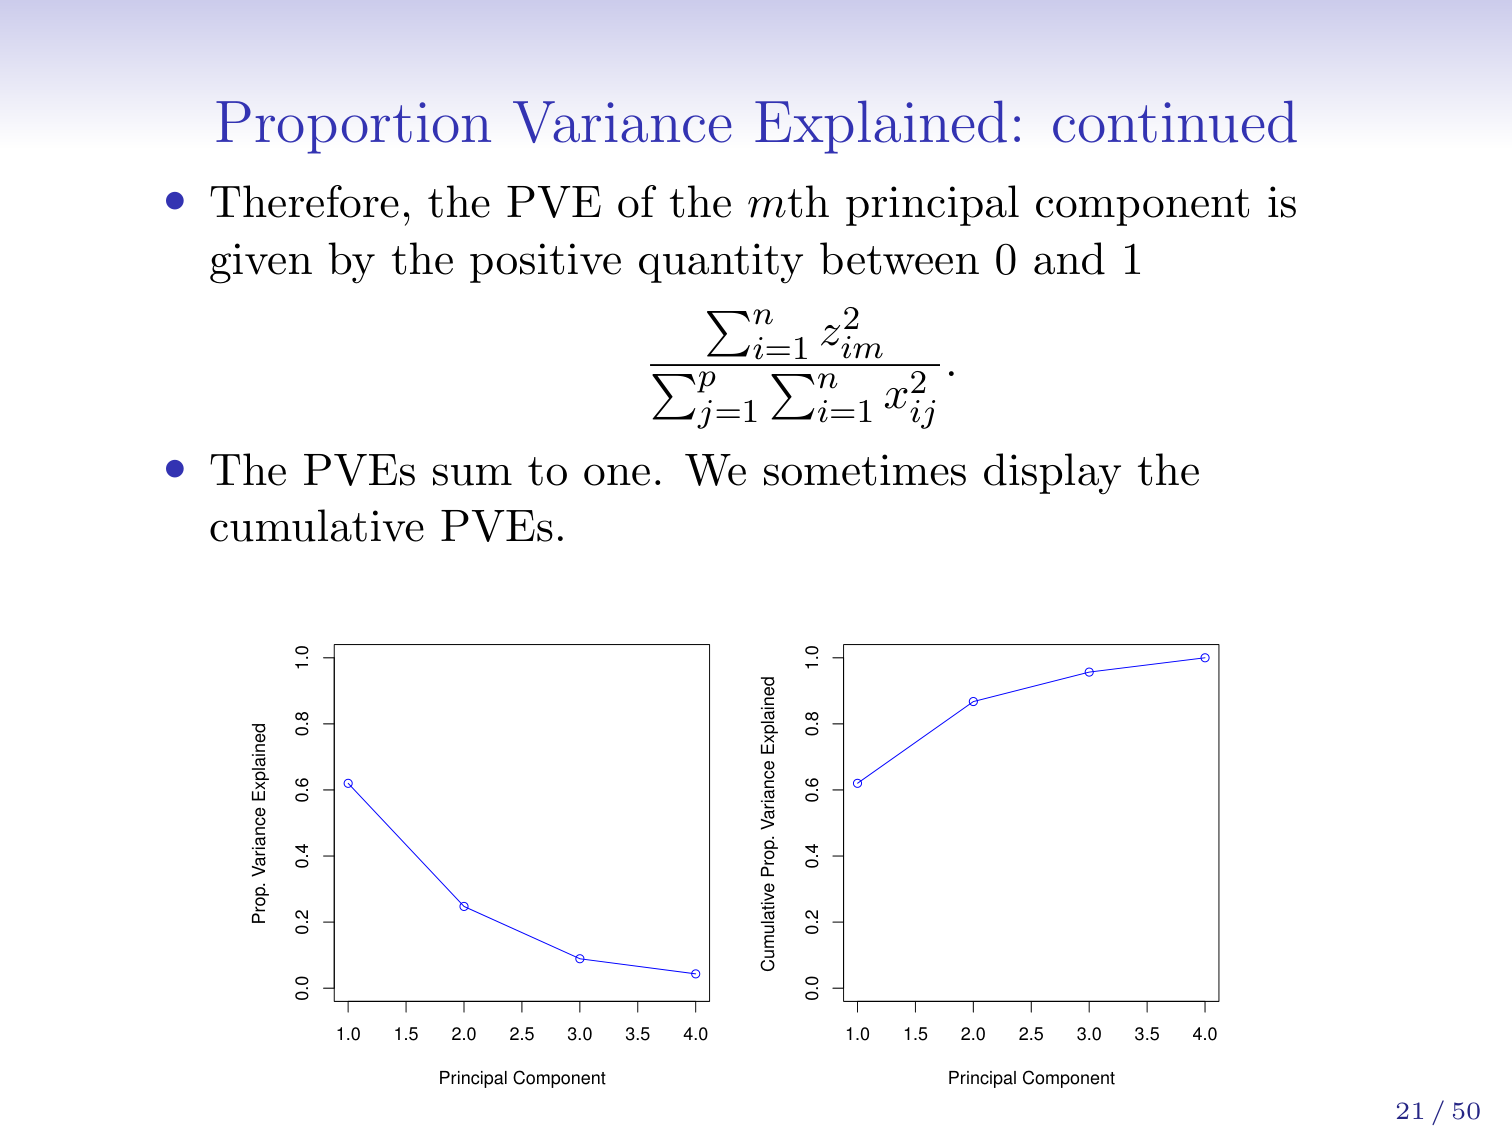 Proportion Variance Explained: continued
• Therefore, the PVE of the mth principal component is
given by the positive quantity between 0 and 1
$\frac{\sum_{i=1}^{n} z_{im}^2}{\sum_{j=1}^{p} \sum_{i=1}^{n} x_{ij}^2}.$
• The PVEs sum to one. We sometimes display the
cumulative PVEs.
Prop. Variance Explained
1.0
0.8
0.6
0.4
0.2
0.0
1.0 1.5 2.0 2.5 3.0 3.5 4.0
Principal Component
Cumulative Prop. Variance Explained
1.0
0.8
0.6
0.4
0.2
0.0
1.0 1.5 2.0 2.5 3.0 3.5 4.0
Principal Component
21 / 50